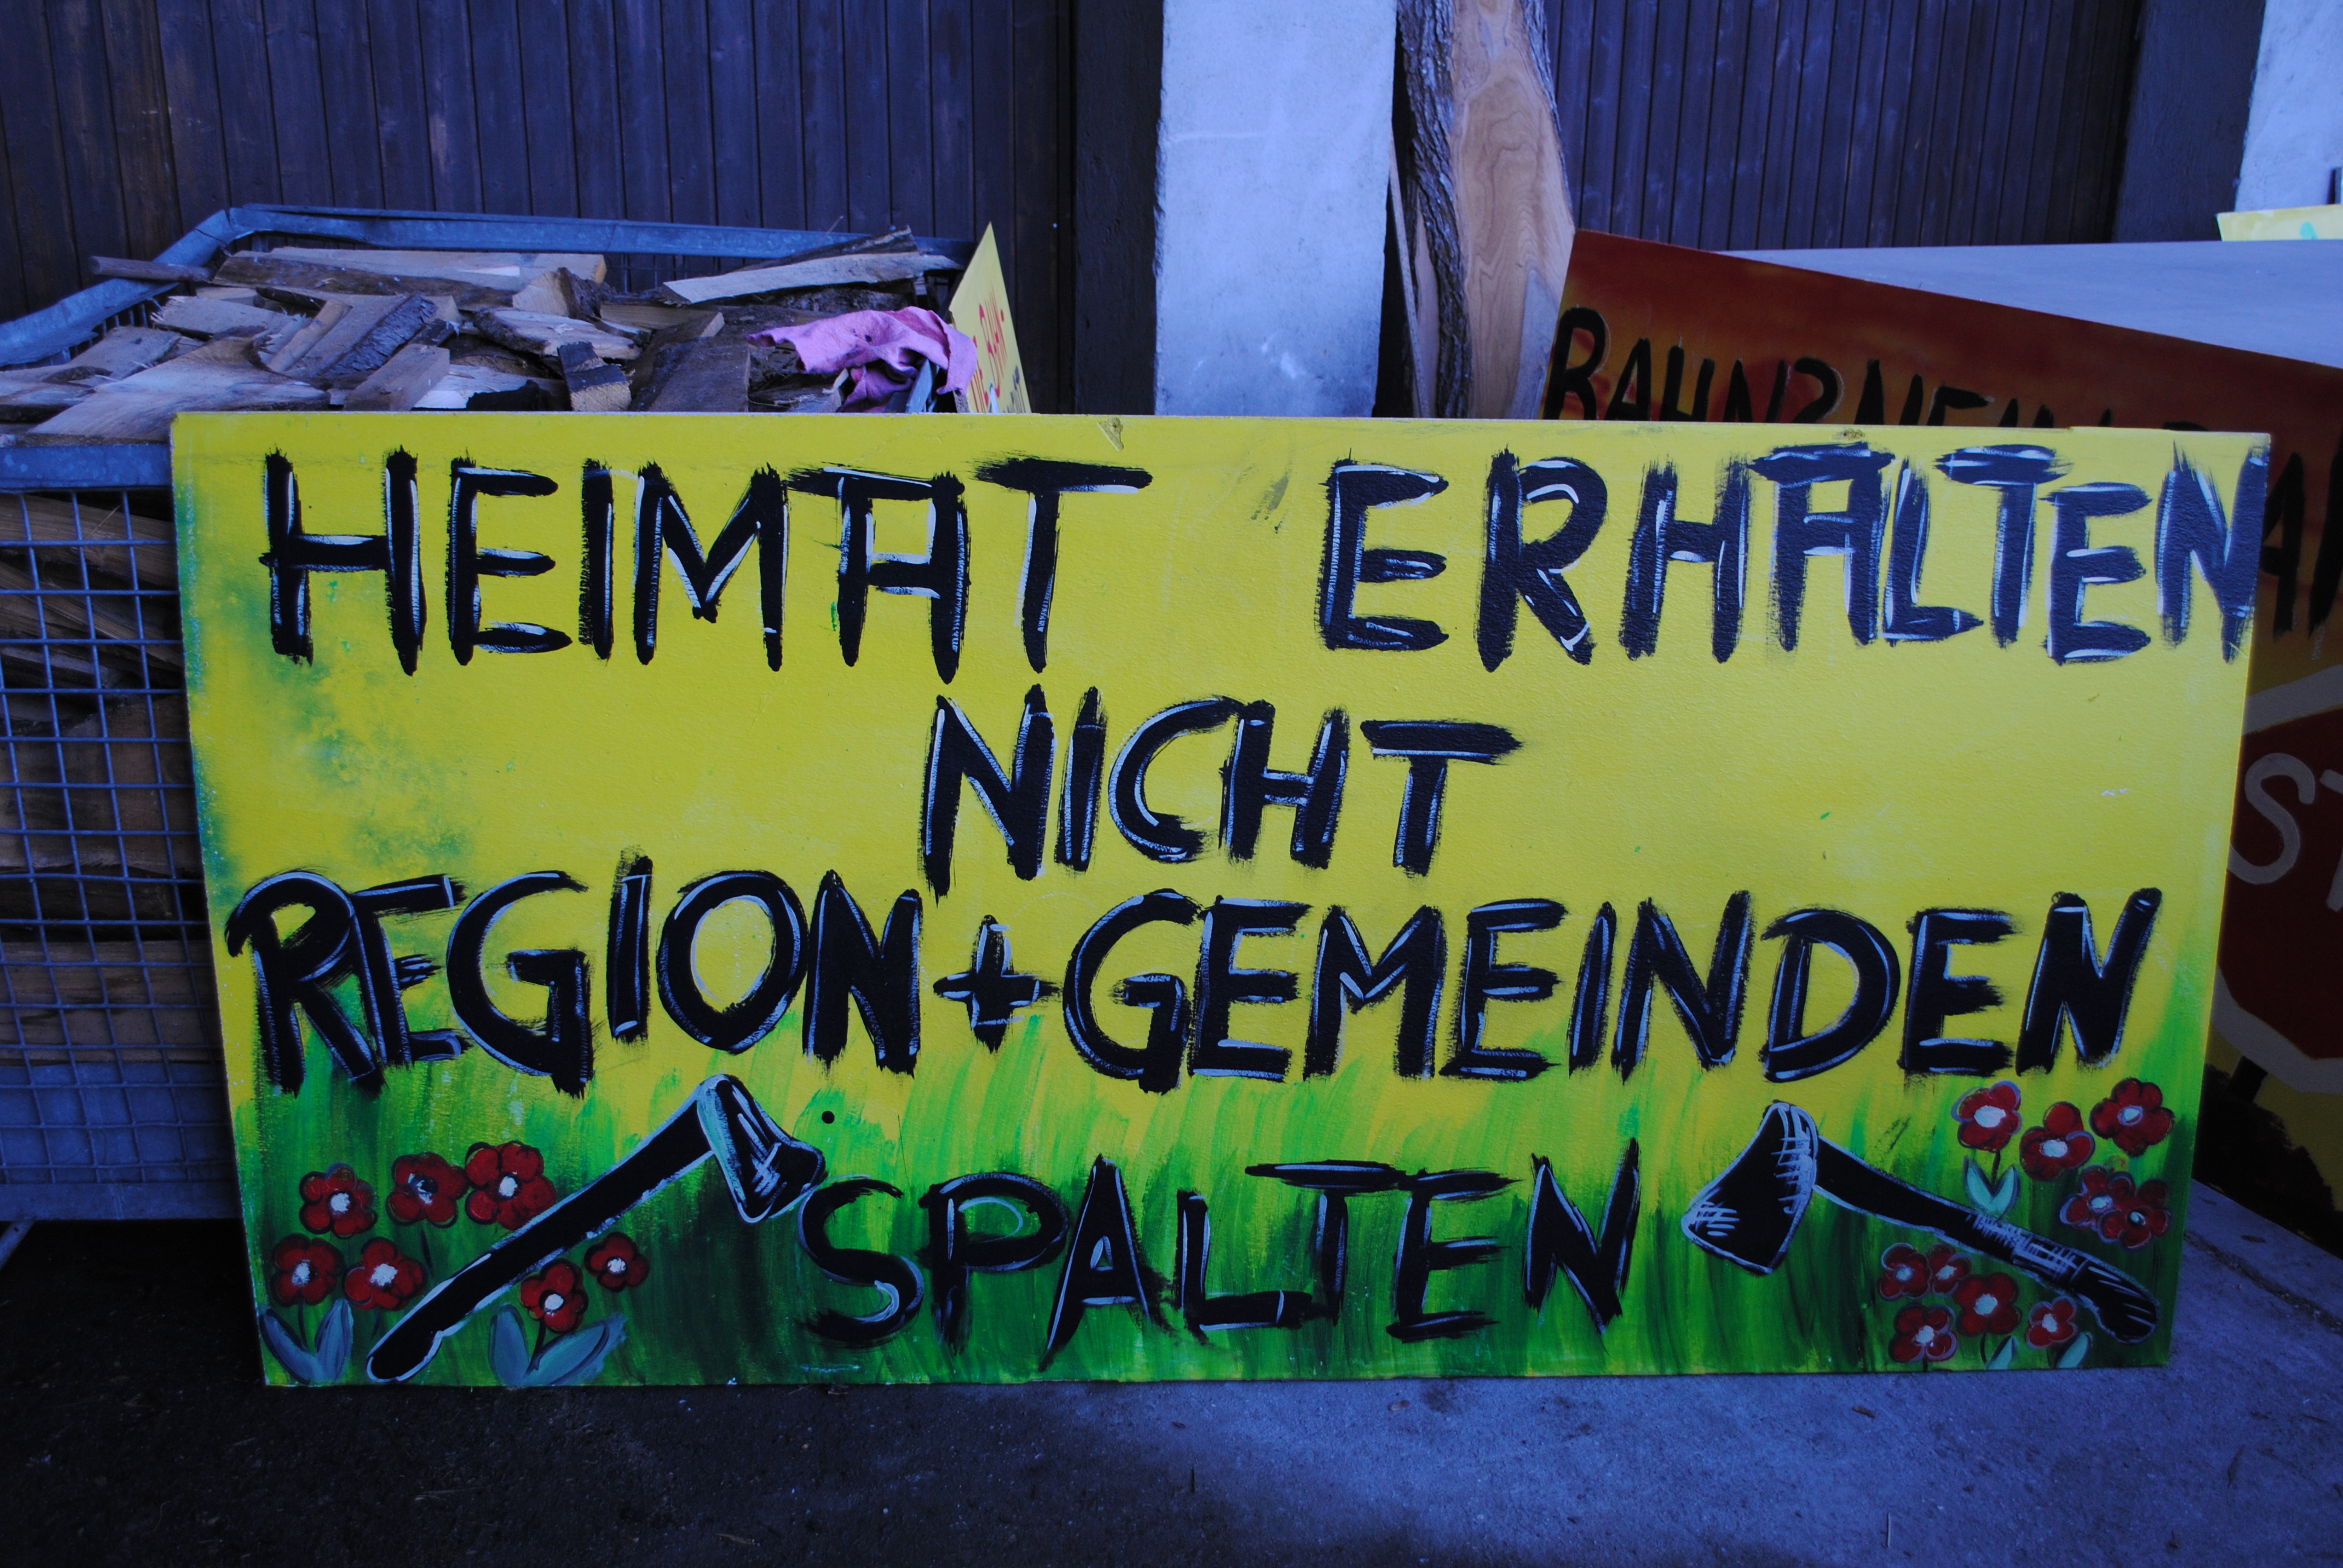 HEIMAT ERHALTEN
NICHT
REGION+GEMEINDEN
SPALTEN